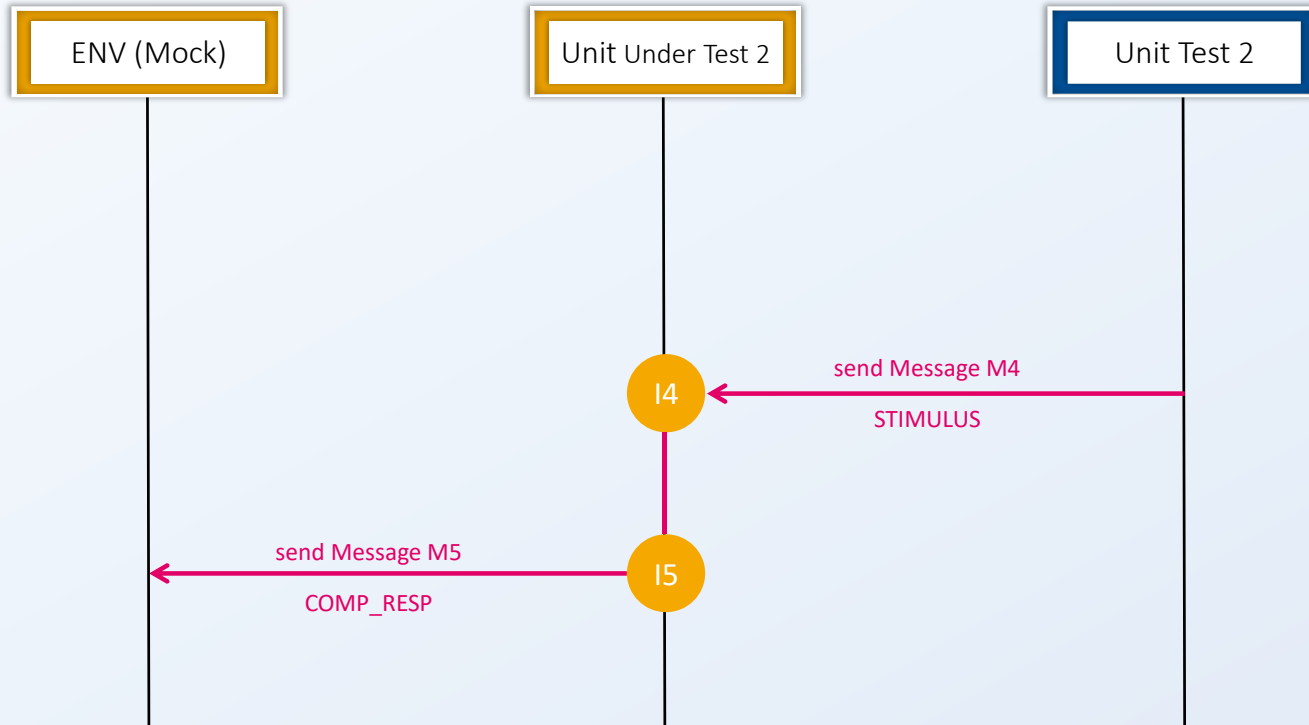 ENV (Mock)
Unit Under Test 2
Unit Test 2
send Message M4
I4
STIMULUS
send Message M5
I5
COMP_RESP